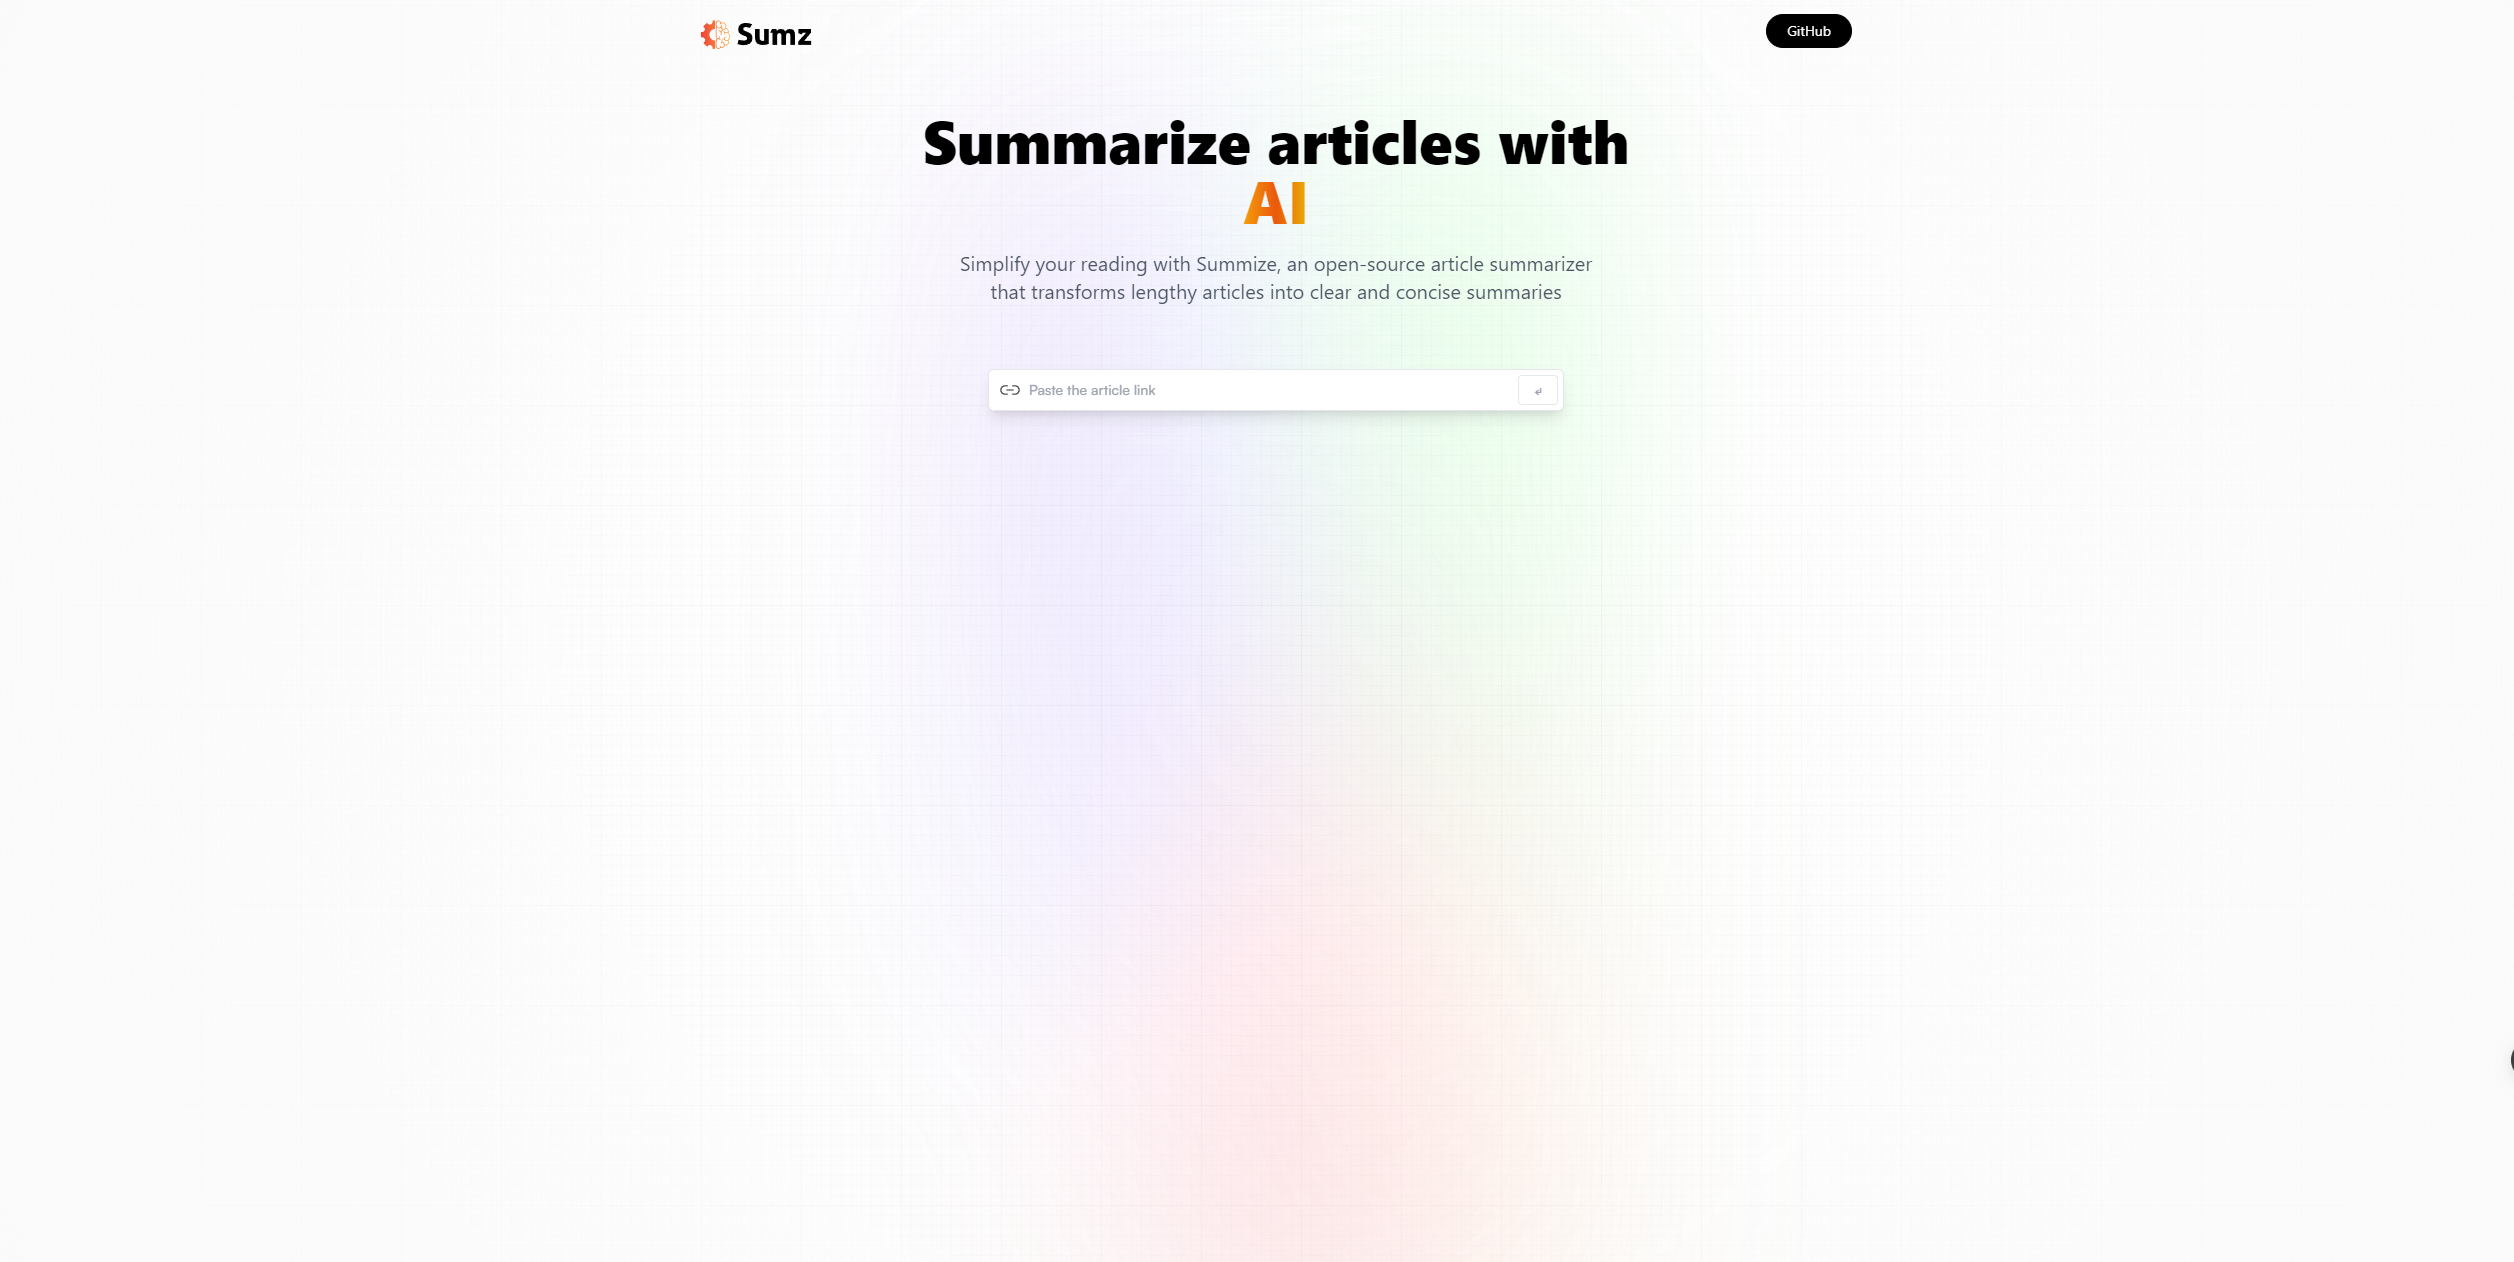 Sumz
GitHub
Summarize articles with
AI
Simplify your reading with Summize, an open-source article summarizer
that transforms lengthy articles into clear and concise summaries
Paste the article link
↵